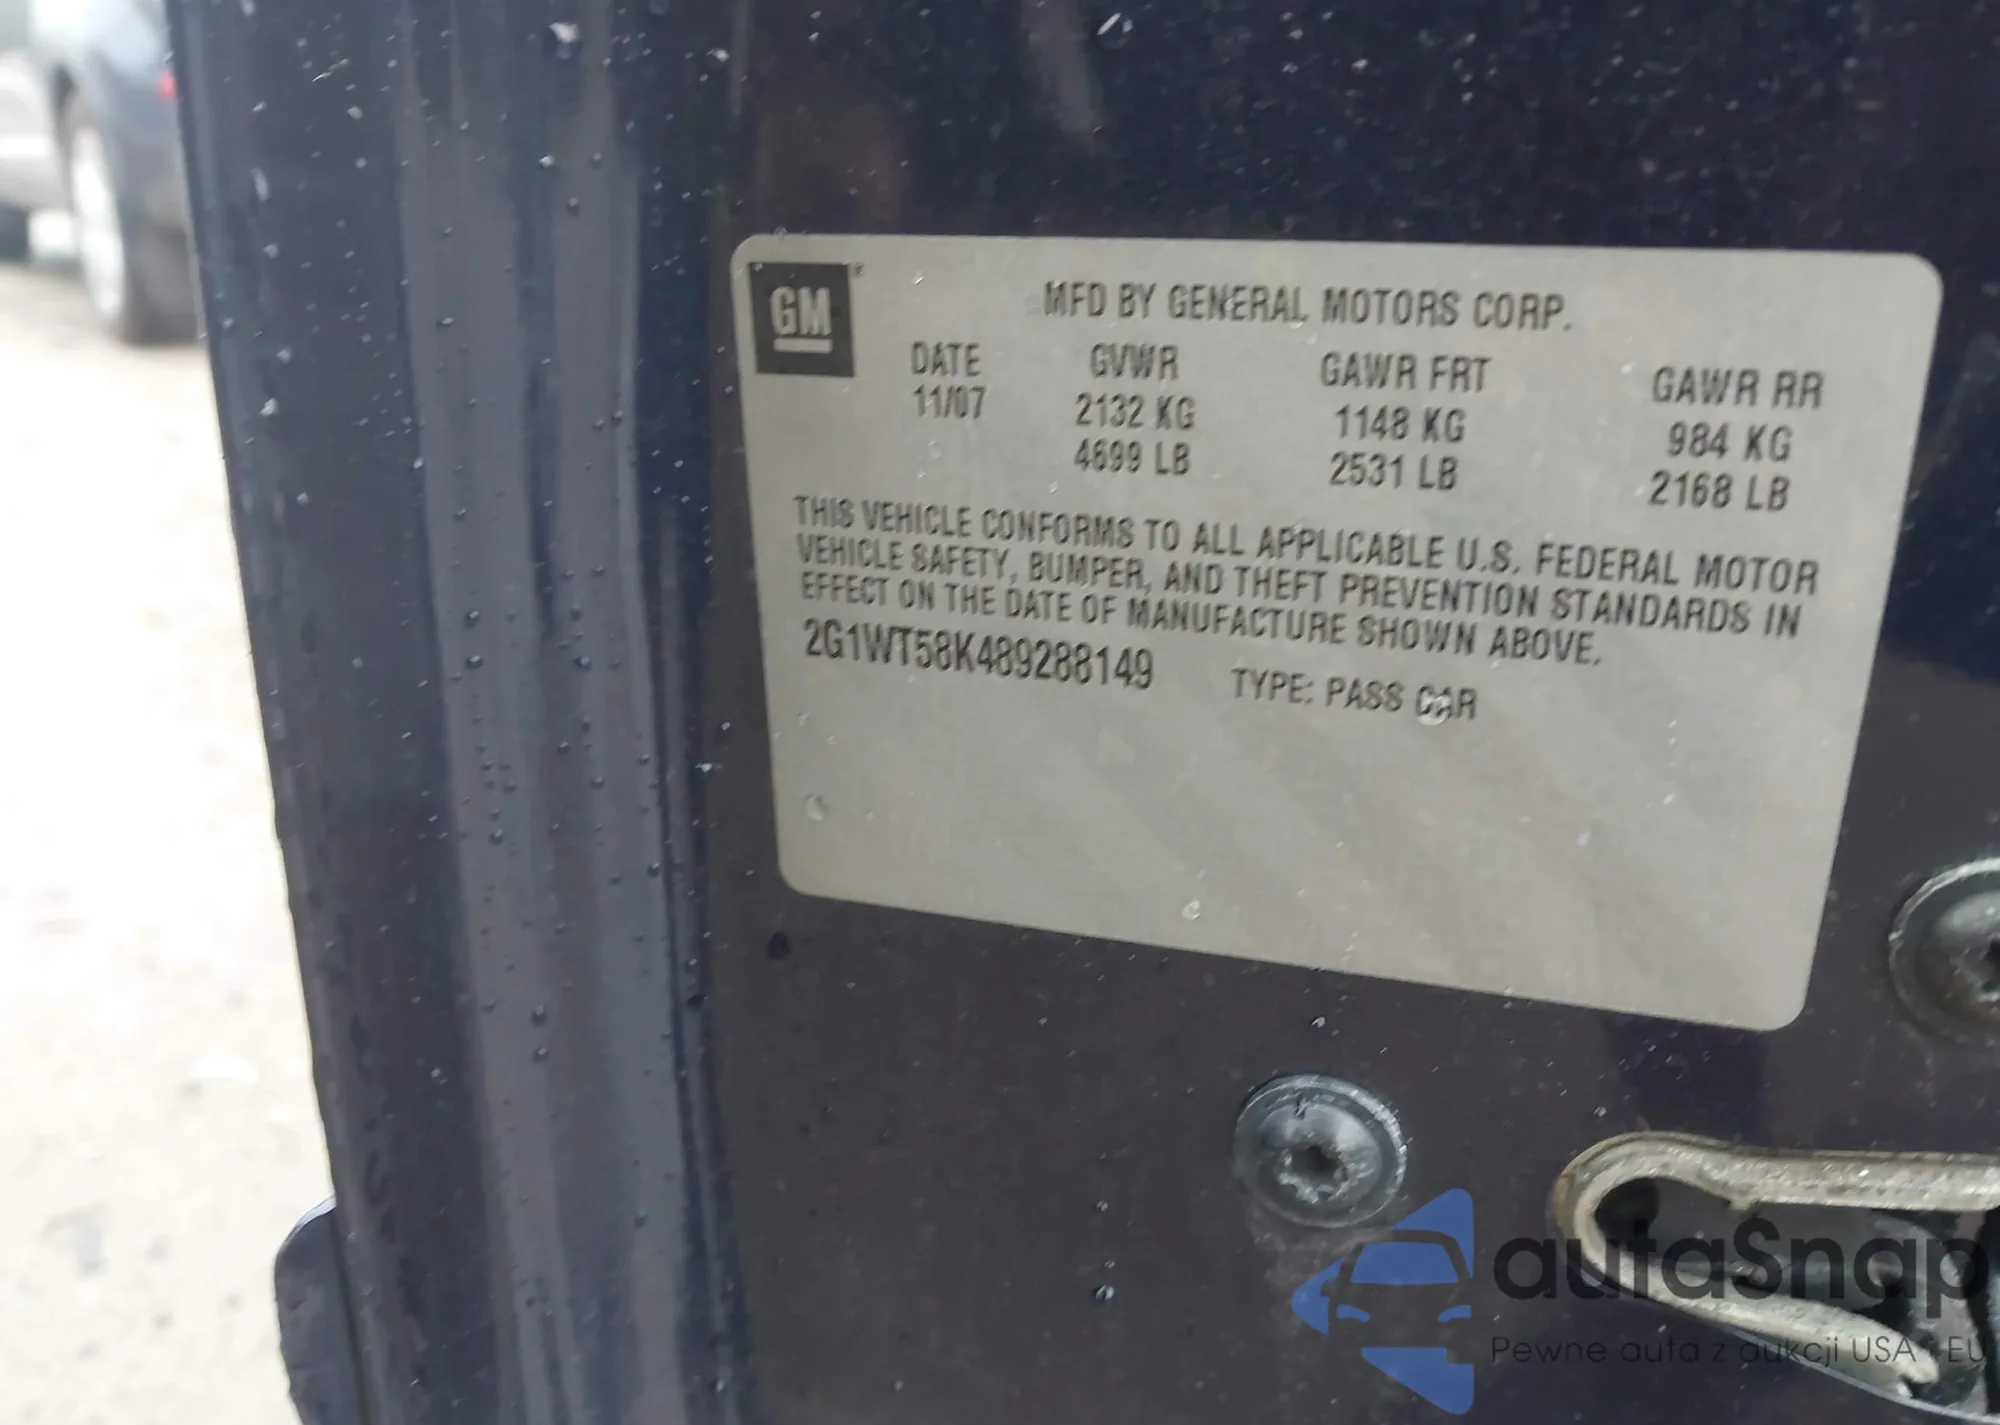 GM
MFD BY GENERAL MOTORS CORP.
DATE GVWR GAWR FRT GAWR RR
11/07 2132 KG 1148 KG 984 KG
4699 LB 2531 LB 2168 LB
THIS VEHICLE CONFORMS TO ALL APPLICABLE U.S. FEDERAL MOTOR
VEHICLE SAFETY, BUMPER, AND THEFT PREVENTION STANDARDS IN
EFFECT ON THE DATE OF MANUFACTURE SHOWN ABOVE.
2G1WT58K489288149 TYPE: PASS CAR
autaSnap
Pewne auta z aukcji USA i EU